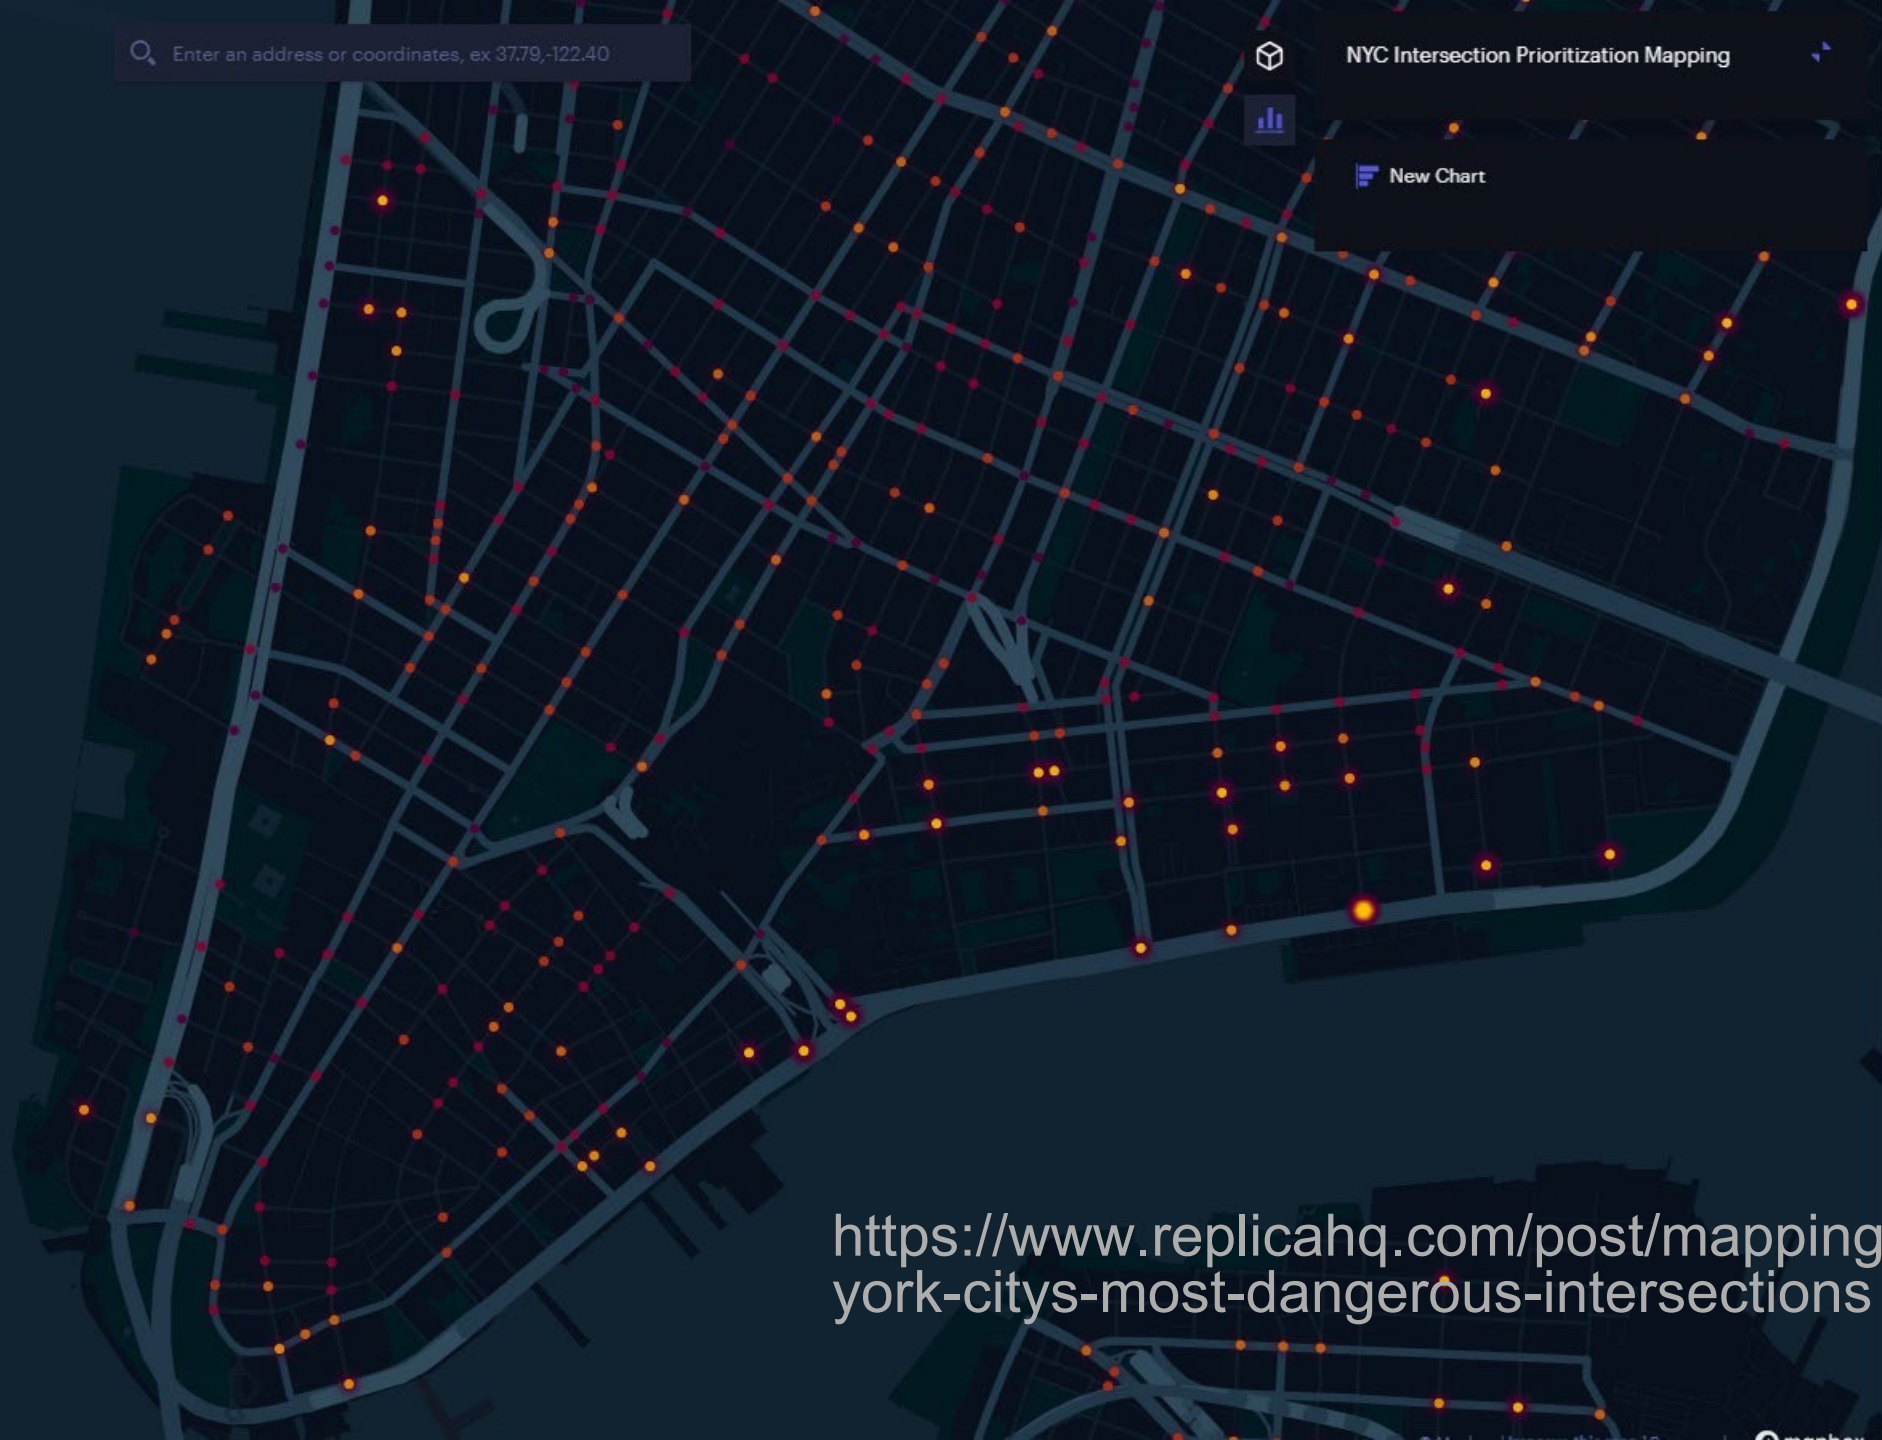 Enter an address or coordinates, ex 37.79,-122.40
NYC Intersection Prioritization Mapping
New Chart
https://www.replicahq.com/post/mapping
york-citys-most-dangerous-intersections
mapbox